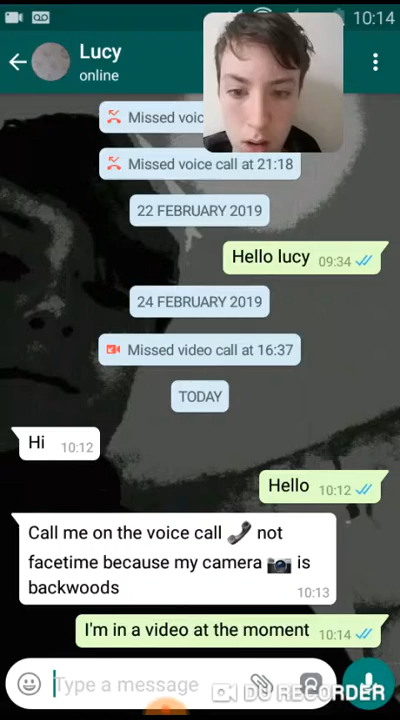 10:14
Lucy
online
Missed voic
Missed voice call at 21:18
22 FEBRUARY 2019
Hello lucy 09:34
24 FEBRUARY 2019
Missed video call at 16:37
TODAY
Hi 10:12
Hello 10:12
Call me on the voice call 📞 not
facetime because my camera 📷 is
backwoods
10:13
I'm in a video at the moment 10:14
Type a message
DU RECORDER